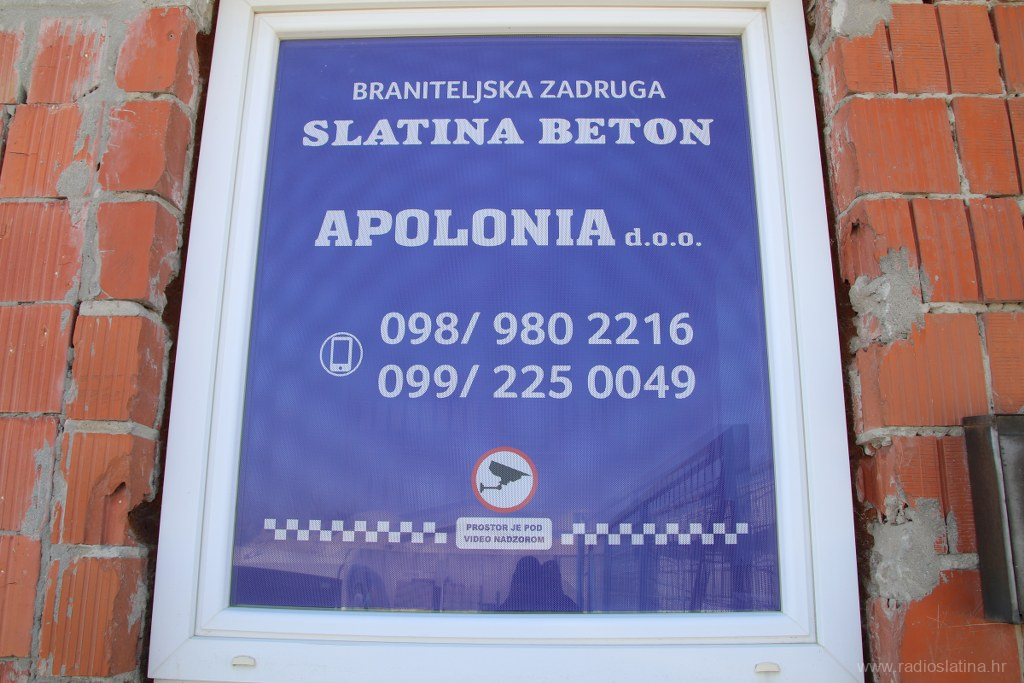 BRANITELJSKA ZADRUGA
SLATINA BETON
APOLONIA d.o.o.
098/ 980 2216
099/ 225 0049
PROSTOR JE POD
VIDEO NADZOROM
www.radioslatina.hr